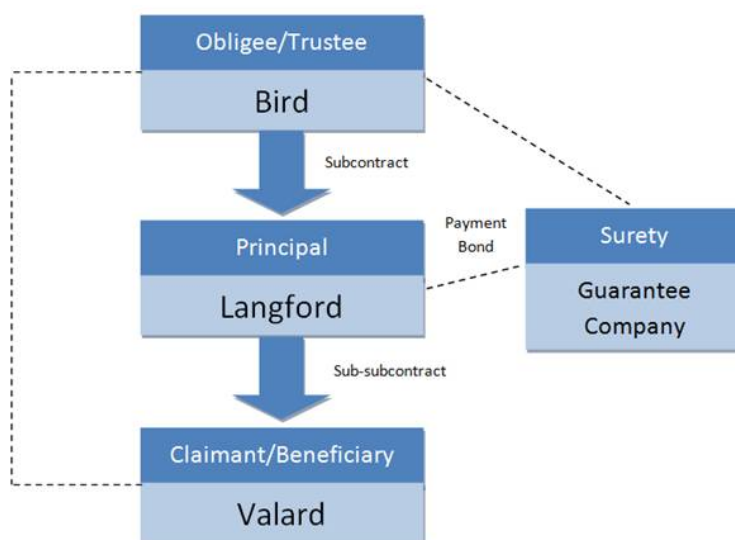 Obligee/Trustee
Bird
Subcontract
Principal
Langford
Payment
Bond
Surety
Guarantee
Company
Sub-subcontract
Claimant/Beneficiary
Valard